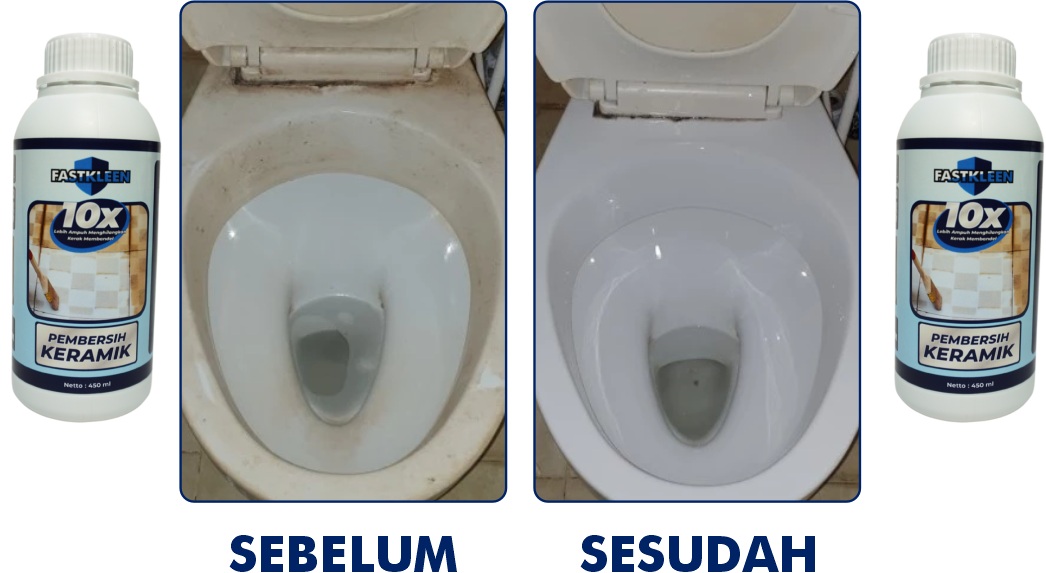 FASTKLEEN
10x
Lebih Ampuh Menghilangkan
Kerak Membandel
PEMBERSIH
KERAMIK
Netto : 450 ml
FASTKLEEN
10x
Lebih Ampuh Menghilangkan
Kerak Membandel
PEMBERSIH
KERAMIK
Netto : 450 ml
SEBELUM
SESUDAH